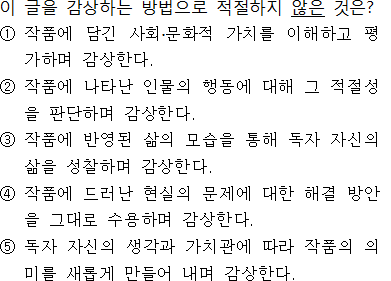 이 글을 감상하는 방법으로 적절하지 않은 것은?
① 작품에 담긴 사회·문화적 가치를 이해하고 평
가하며 감상한다.
② 작품에 나타난 인물의 행동에 대해 그 적절성
을 판단하며 감상한다.
③ 작품에 반영된 삶의 모습을 통해 독자 자신의
삶을 성찰하며 감상한다.
④ 작품에 드러난 현실의 문제에 대한 해결 방안
을 그대로 수용하며 감상한다.
⑤ 독자 자신의 생각과 가치관에 따라 작품의 의
미를 새롭게 만들어 내며 감상한다.